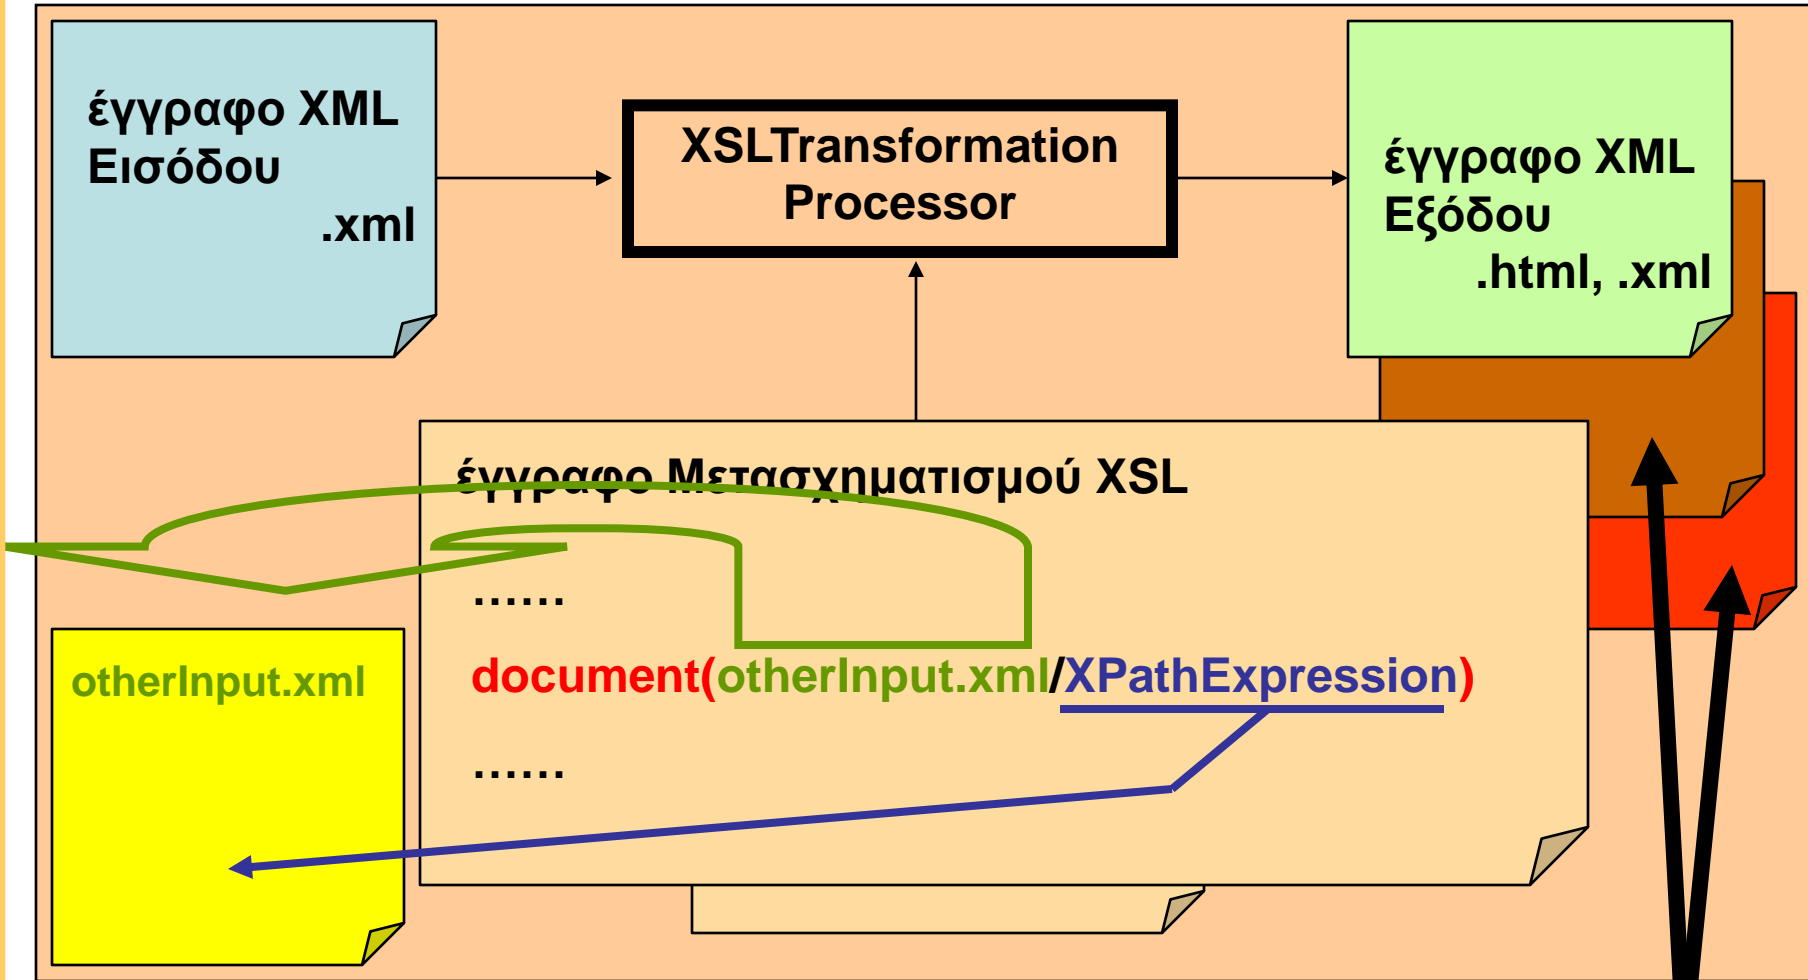 έγγραφο XML
Εισόδου
.xml
XSLTransformation
Processor
έγγραφο XML
Εξόδου
.html, .xml
έγγραφο Μετασχηματισμού XSL
……
document(otherInput.xml/XPathExpression)
……
otherInput.xml